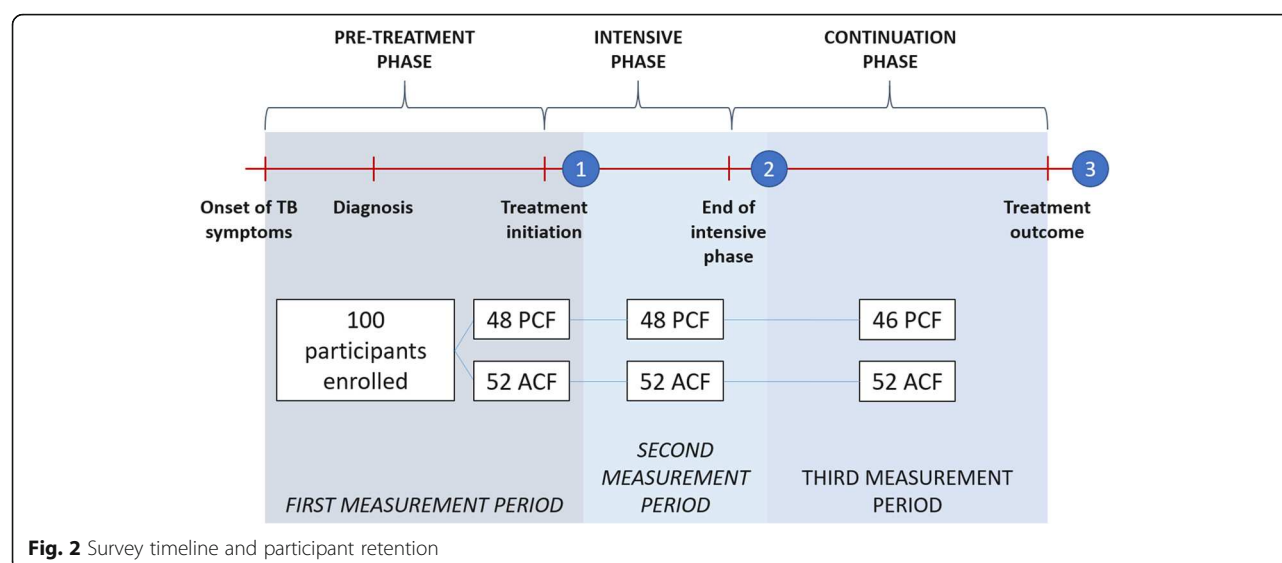 PRE-TREATMENT
PHASE
INTENSIVE
PHASE
CONTINUATION
PHASE
1
2
3
Onset of TB
symptoms
Diagnosis
Treatment
initiation
End of
intensive
phase
Treatment
outcome
100
participants
enrolled
48 PCF
48 PCF
46 PCF
52 ACF
52 ACF
52 ACF
FIRST MEASUREMENT PERIOD
SECOND
MEASUREMENT
PERIOD
THIRD MEASUREMENT
PERIOD
Fig. 2 Survey timeline and participant retention